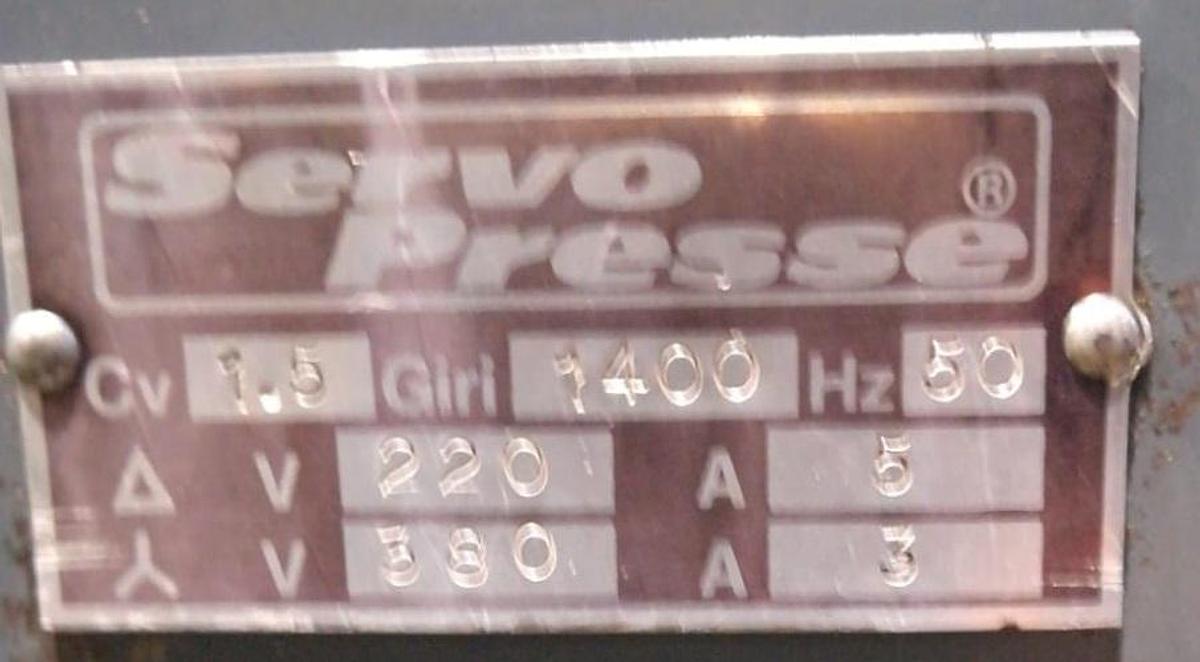 Servo
Presse ®
Cv 1.5 Giri 1400 Hz 50
Δ V 220 A 5
⅄ V 380 A 3